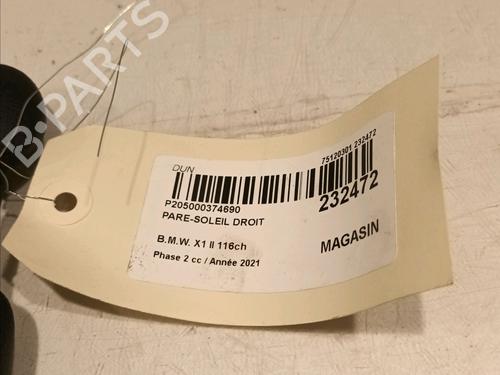 B-PARTS
DUN
P205000374690
PARE-SOLEIL DROIT
B.M.W. X1 II 116ch
Phase 2 cc / Année 2021
75120301 232472
232472
MAGASIN